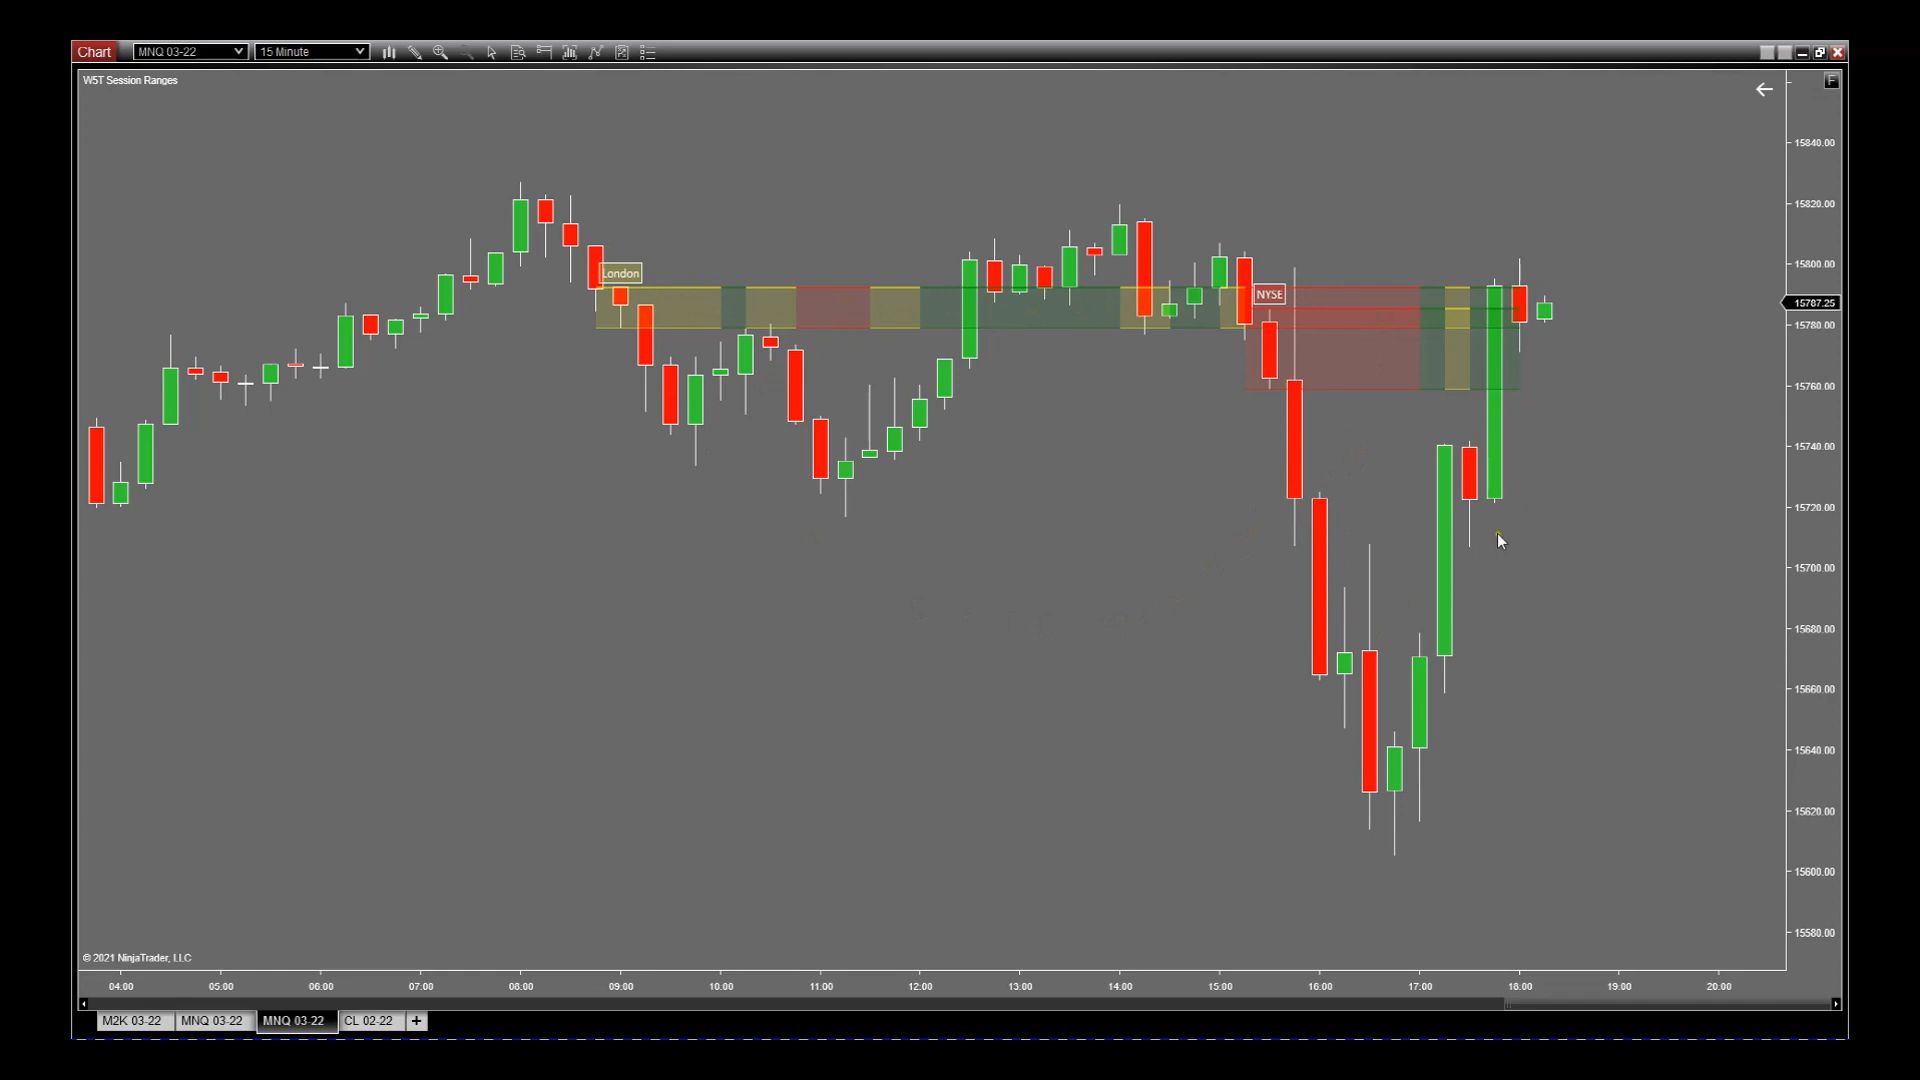 Chart MNQ 03-22 15 Minute
W5T Session Ranges
F
15840.00
15820.00
15800.00
15787.25
15780.00
15760.00
15740.00
15720.00
15700.00
15680.00
15660.00
15640.00
15620.00
15600.00
15580.00
London
NYSE
© 2021 NinjaTrader, LLC
04:00 05:00 06:00 07:00 08:00 09:00 10:00 11:00 12:00 13:00 14:00 15:00 16:00 17:00 18:00 19:00 20:00
M2K 03-22 MNQ 03-22 MNQ 03-22 CL 02-22 +